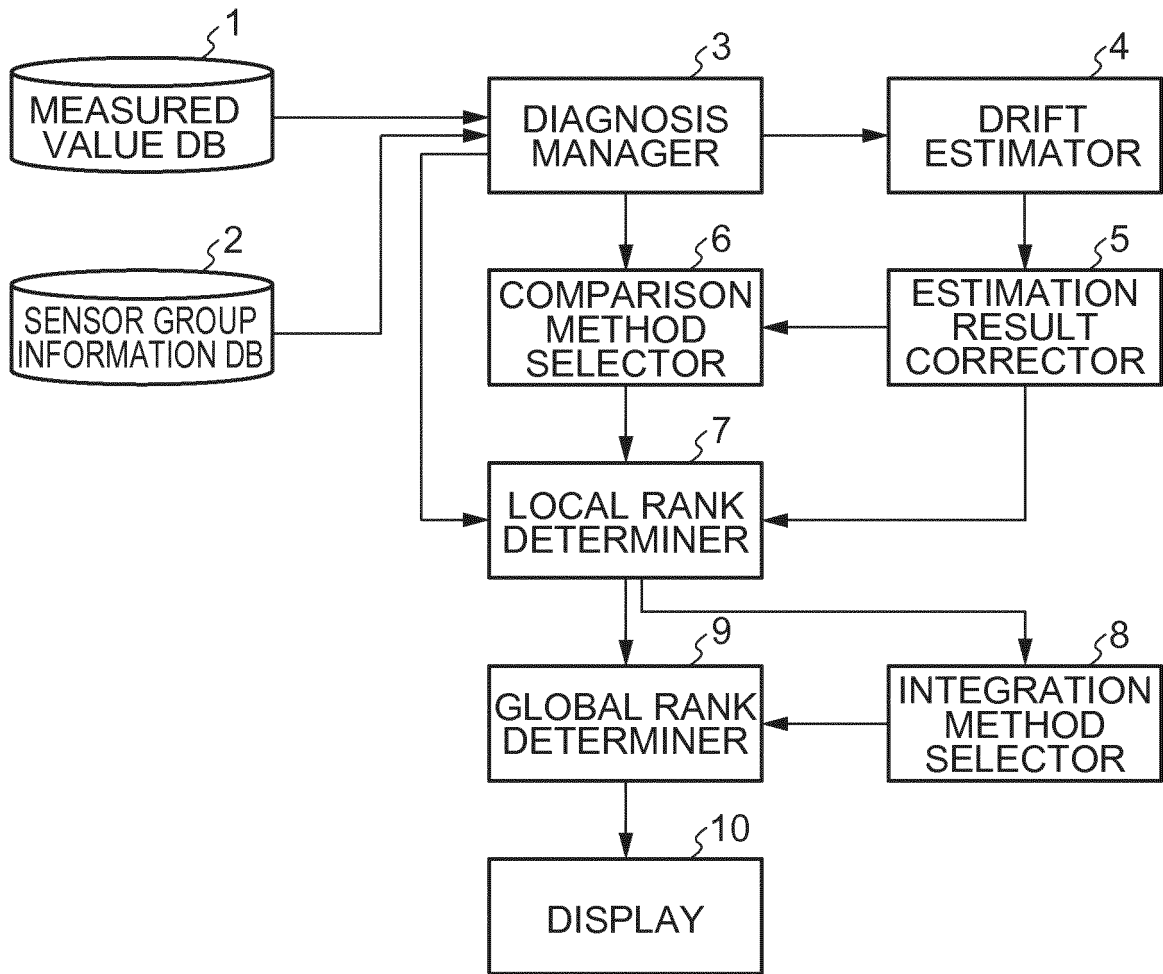 1
MEASURED
VALUE DB
2
SENSOR GROUP
INFORMATION DB
3
DIAGNOSIS
MANAGER
4
DRIFT
ESTIMATOR
5
ESTIMATION
RESULT
CORRECTOR
6
COMPARISON
METHOD
SELECTOR
7
LOCAL RANK
DETERMINER
8
INTEGRATION
METHOD
SELECTOR
9
GLOBAL RANK
DETERMINER
10
DISPLAY